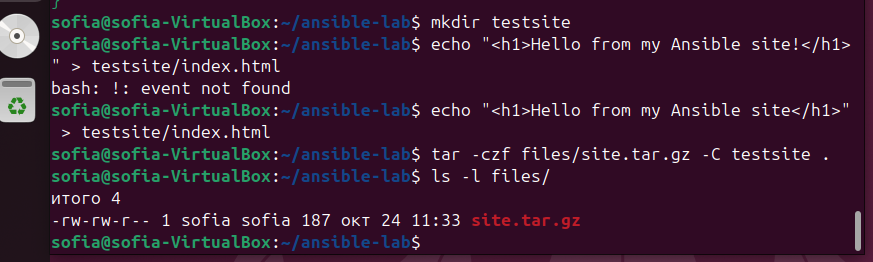 }
sofia@sofia-VirtualBox:~/ansible-lab$ mkdir testsite
sofia@sofia-VirtualBox:~/ansible-lab$ echo "<h1>Hello from my Ansible site!</h1>
" > testsite/index.html
bash: !: event not found
sofia@sofia-VirtualBox:~/ansible-lab$ echo "<h1>Hello from my Ansible site</h1>"
 > testsite/index.html
sofia@sofia-VirtualBox:~/ansible-lab$ tar -czf files/site.tar.gz -C testsite .
sofia@sofia-VirtualBox:~/ansible-lab$ ls -l files/
итого 4
-rw-rw-r-- 1 sofia sofia 187 окт 24 11:33 site.tar.gz
sofia@sofia-VirtualBox:~/ansible-lab$